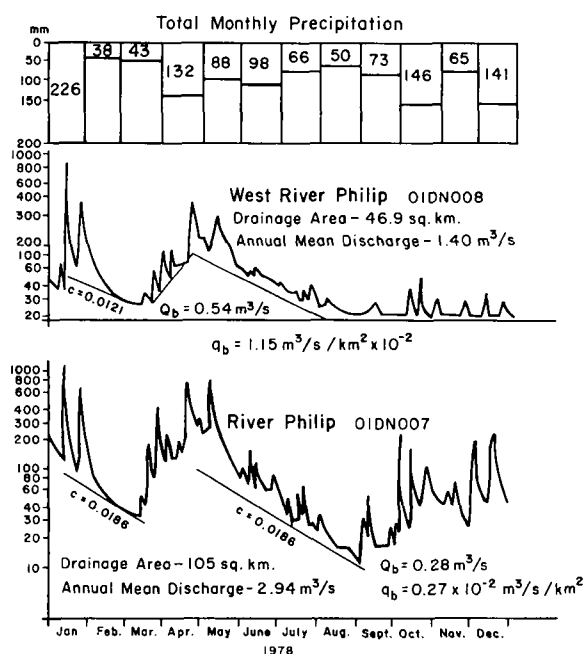 Total Monthly Precipitation
mm
0
50
100
150
200
226
38
43
132
88
98
66
50
73
146
65
141
1000
800
600
400
300
200
100
80
60
40
30
20
West River Philip 01DN008
Drainage Area - 46.9 sq. km.
Annual Mean Discharge - 1.40 m³/s
c = 0.0121
Q_b = 0.54 m³/s
q_b = 1.15 m³/s / km² x 10⁻²
1000
800
600
400
300
200
100
80
60
40
30
20
10
River Philip 01DN007
c = 0.0186
c = 0.0186
Drainage Area - 105 sq. km.
Annual Mean Discharge - 2.94 m³/s
Q_b = 0.28 m³/s
q_b = 0.27 x 10⁻² m³/s / km²
Jan Feb. Mar. Apr. May June July Aug. Sept. Oct. Nov. Dec.
1978